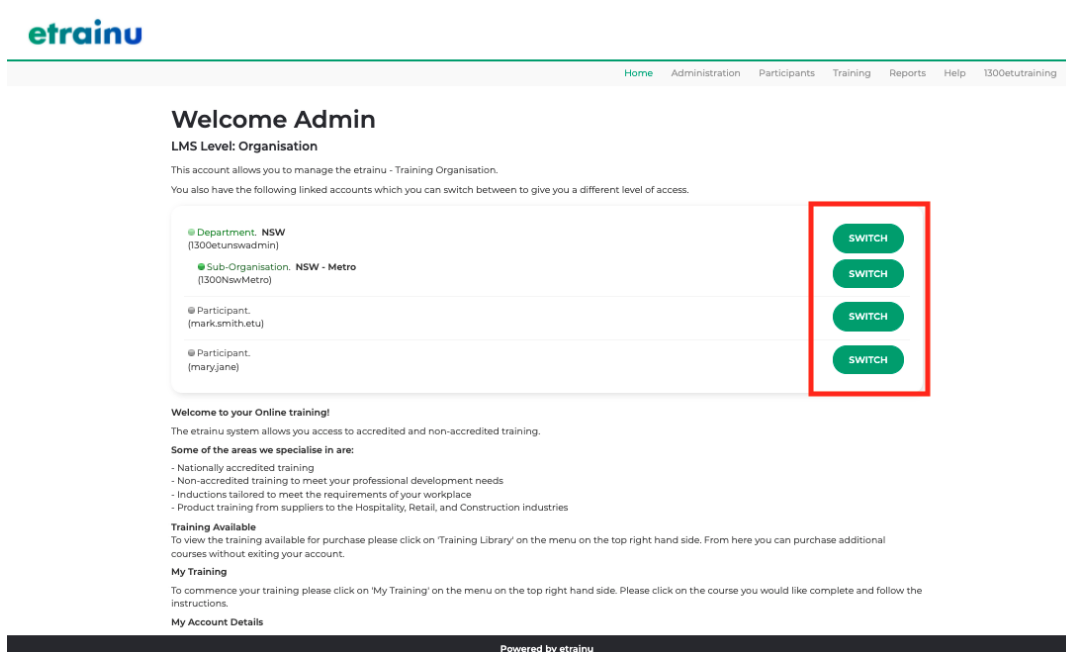 etrainu
Home Administration Participants Training Reports Help 1300etutraining
Welcome Admin
LMS Level: Organisation
This account allows you to manage the etrainu - Training Organisation.
You also have the following linked accounts which you can switch between to give you a different level of access.
Department. NSW
(1300etunswadmin)
SWITCH
Sub-Organisation. NSW - Metro
(1300NswMetro)
SWITCH
Participant.
(mark.smith.etu)
SWITCH
Participant.
(mary.jane)
SWITCH
Welcome to your Online training!
The etrainu system allows you access to accredited and non-accredited training.
Some of the areas we specialise in are:
- Nationally accredited training
- Non-accredited training to meet your professional development needs
- Inductions tailored to meet the requirements of your workplace
- Product training from suppliers to the Hospitality, Retail, and Construction industries
Training Available
To view the training available for purchase please click on 'Training Library' on the menu on the top right hand side. From here you can purchase additional
courses without exiting your account.
My Training
To commence your training please click on 'My Training' on the menu on the top right hand side. Please click on the course you would like complete and follow the
instructions.
My Account Details
Powered by etrainu